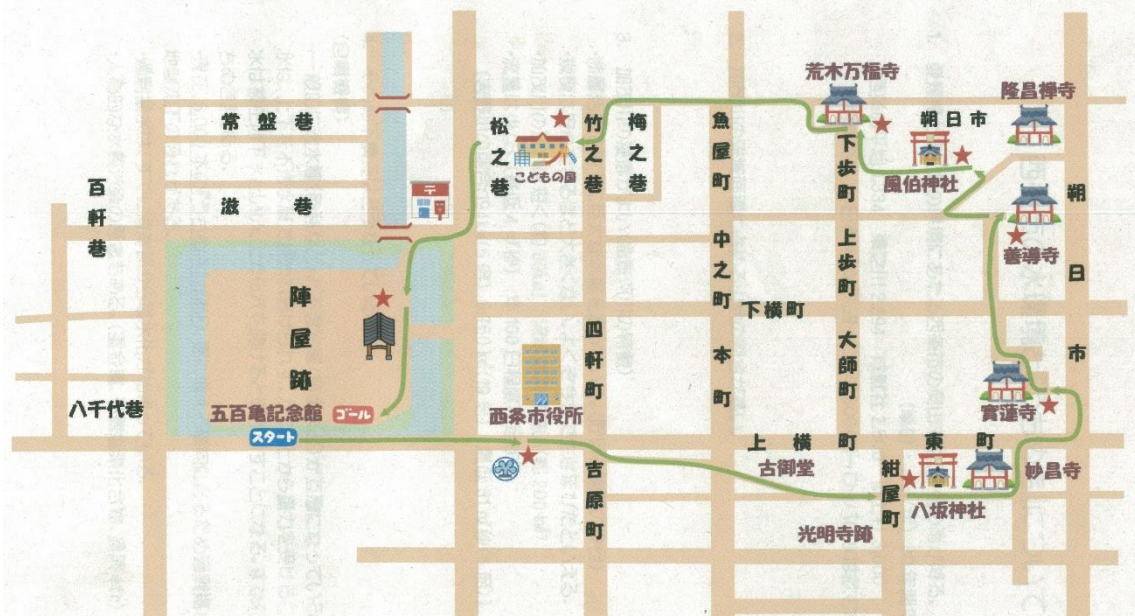 荒木万福寺
隆昌禅寺
常盤巷
松之巷
こどもの国
竹之巷
梅之巷
魚屋町
下歩町
朔日市
風伯神社
百軒巷
滋巷
〒
中之町
上歩町
善導寺
朔日市
陣屋跡
下横町
四軒町
本町
大師町
宝蓮寺
八千代巷
五百亀記念館
ゴール
スタート
西条市役所
上横町
東町
古御堂
紺屋町
妙昌寺
吉原町
八坂神社
光明寺跡